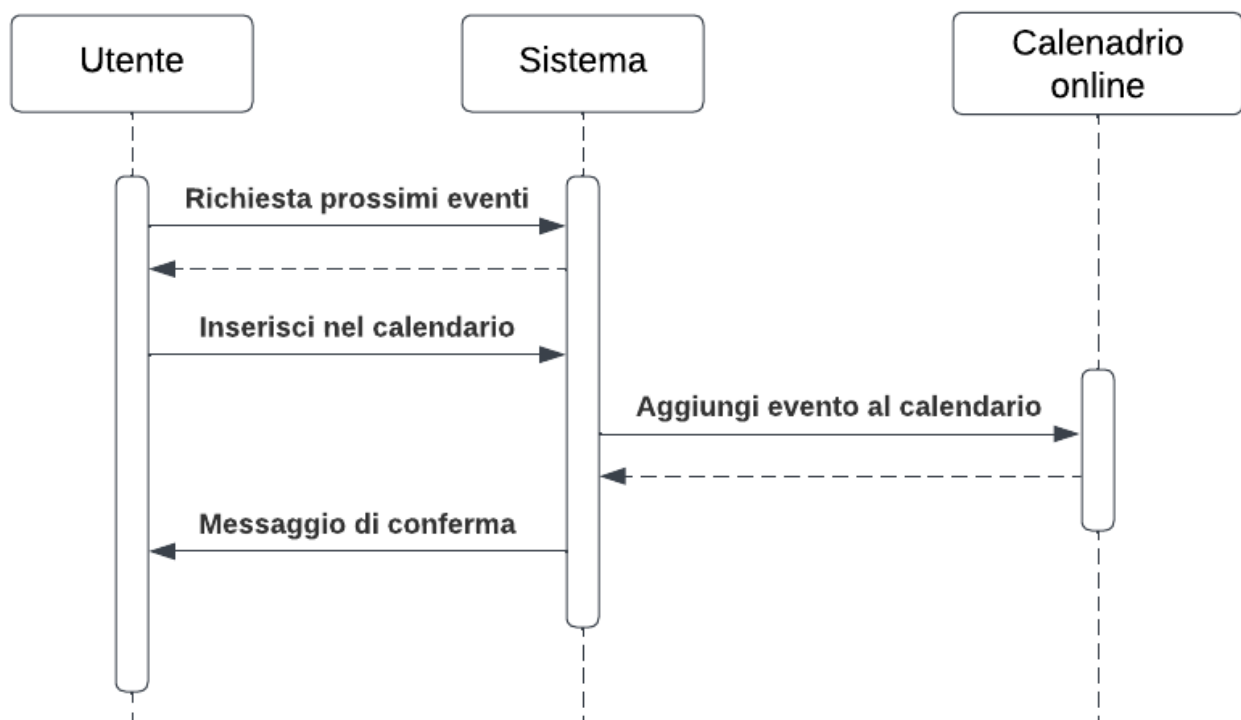 Utente
Sistema
Calenadrio
online
Richiesta prossimi eventi
Inserisci nel calendario
Aggiungi evento al calendario
Messaggio di conferma